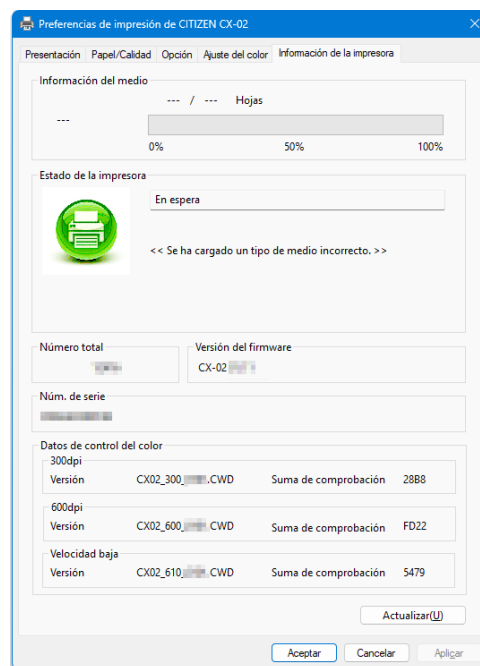 Preferencias de impresión de CITIZEN CX-02
Presentación Papel/Calidad Opción Ajuste del color Información de la impresora
Información del medio
--- / --- Hojas
---
0% 50% 100%
Estado de la impresora
En espera
<< Se ha cargado un tipo de medio incorrecto. >>
Número total Versión del firmware
CX-02
Núm. de serie
Datos de control del color
300dpi
Versión CX02_300_ .CWD Suma de comprobación 28B8
600dpi
Versión CX02_600_ .CWD Suma de comprobación FD22
Velocidad baja
Versión CX02_610_ .CWD Suma de comprobación 5479
Actualizar(U)
Aceptar Cancelar Aplicar